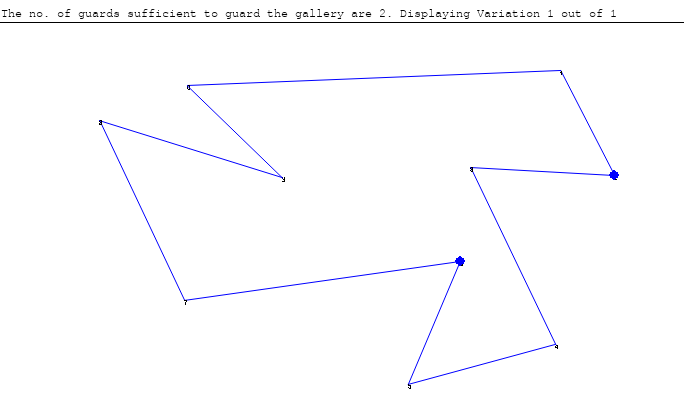 The no. of guards sufficient to guard the gallery are 2. Displaying Variation 1 out of 1